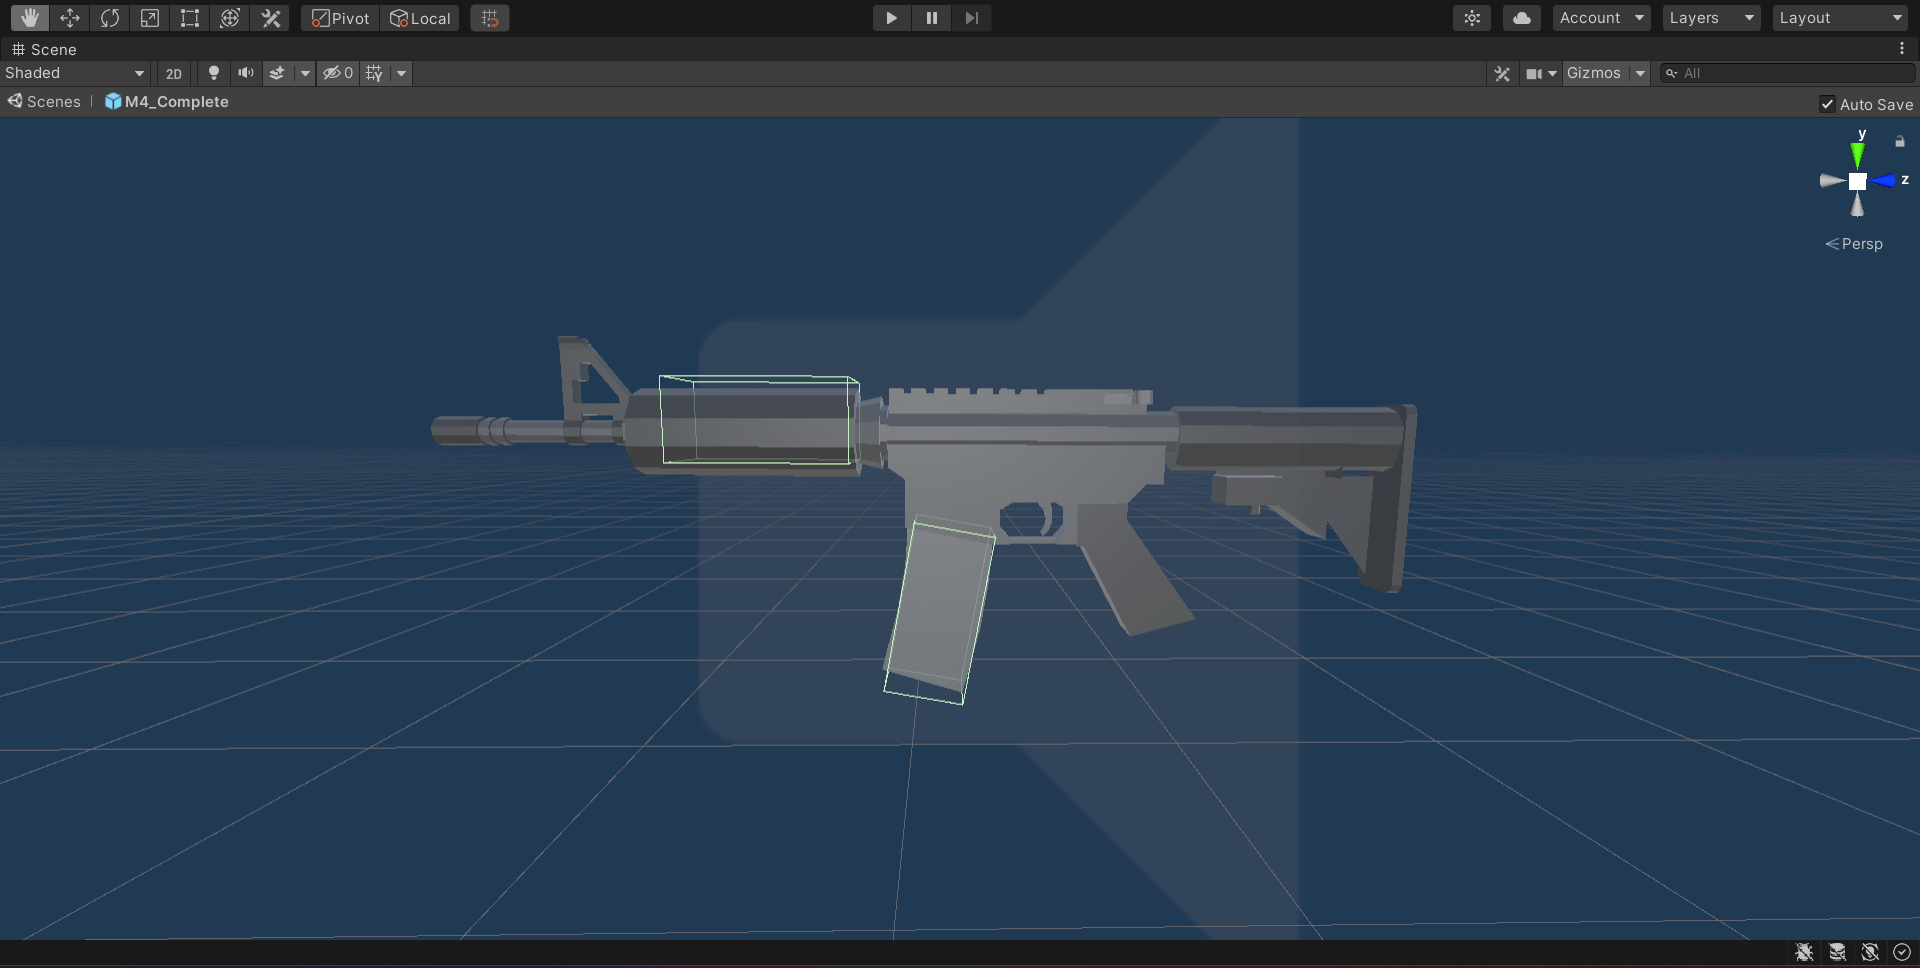 Pivot Local Account Layers Layout
Scene
Shaded 2D 0 Gizmos All
Scenes M4_Complete Auto Save
y
z
Persp